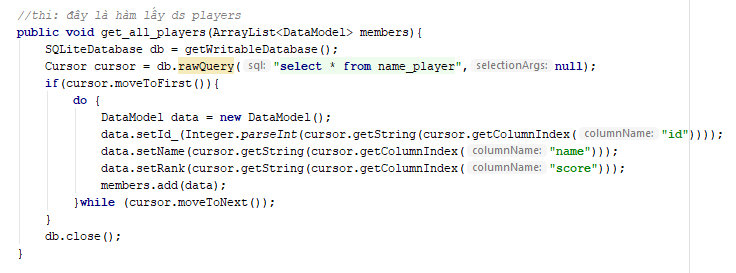 //thi: đây là hàm lấy ds players
public void get_all_players(ArrayList<DataModel> members){
SQLiteDatabase db = getWritableDatabase();
Cursor cursor = db.rawQuery( sql: "select * from name_player", selectionArgs: null);
if(cursor.moveToFirst()){
do {
DataModel data = new DataModel();
data.setId_(Integer.parseInt(cursor.getString(cursor.getColumnIndex( columnName: "id"))));
data.setName(cursor.getString(cursor.getColumnIndex( columnName: "name")));
data.setRank(cursor.getString(cursor.getColumnIndex( columnName: "score")));
members.add(data);
}while (cursor.moveToNext());
}
db.close();
}